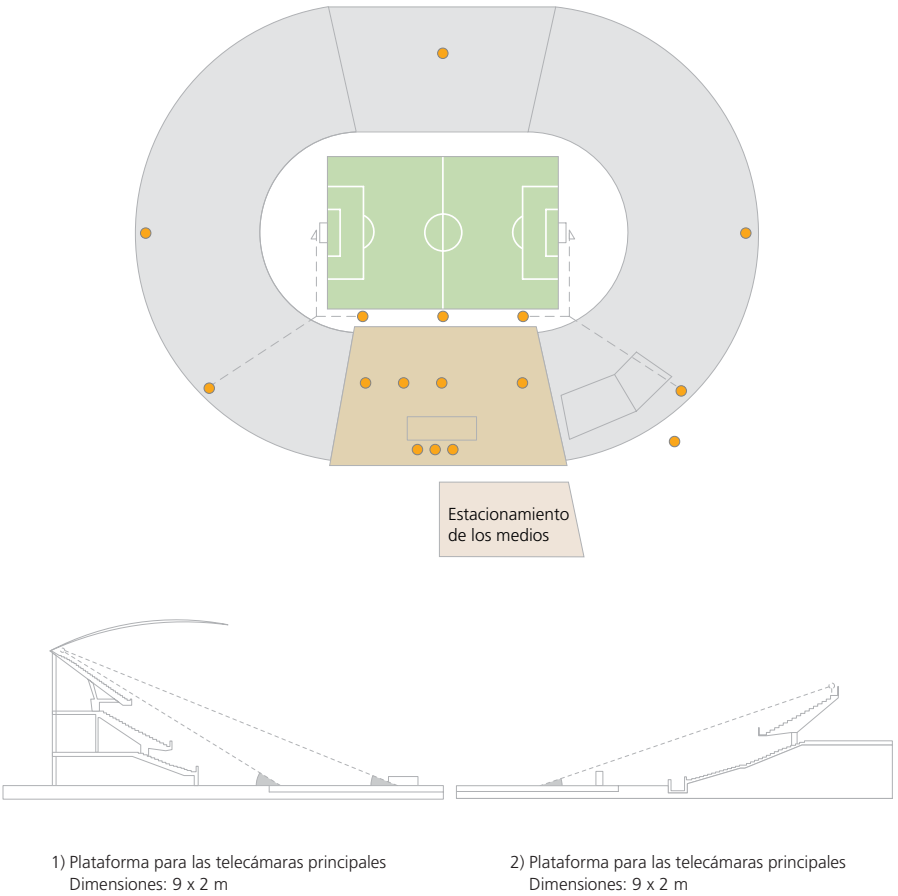 Estacionamiento
de los medios
1) Plataforma para las telecámaras principales
Dimensiones: 9 x 2 m
2) Plataforma para las telecámaras principales
Dimensiones: 9 x 2 m